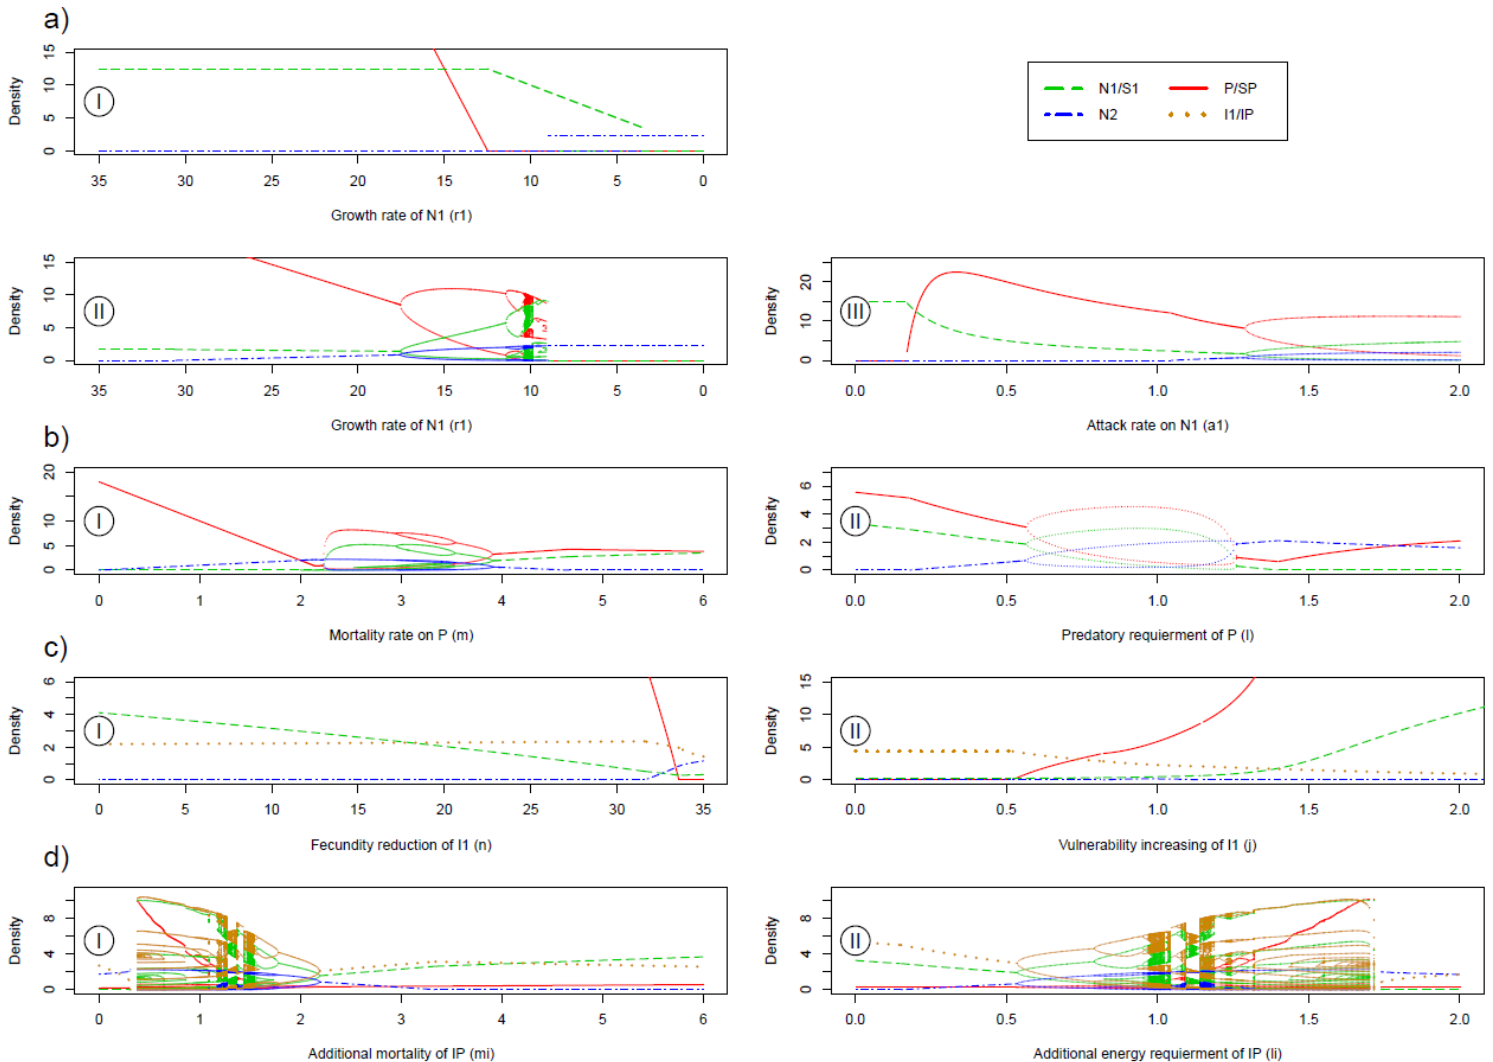 a)
15
10
5
0
Density
I
35 30 25 20 15 10 5 0
Growth rate of N1 (r1)
N1/S1 P/SP
N2 I1/IP
15
10
5
0
Density
II
35 30 25 20 15 10 5 0
Growth rate of N1 (r1)
20
10
0
Density
III
0.0 0.5 1.0 1.5 2.0
Attack rate on N1 (a1)
b)
20
10
5
0
Density
I
0 1 2 3 4 5 6
Mortality rate on P (m)
6
4
2
0
Density
II
0.0 0.5 1.0 1.5 2.0
Predatory requierment of P (l)
c)
6
4
2
0
Density
I
0 5 10 15 20 25 30 35
Fecundity reduction of I1 (n)
15
10
5
0
Density
II
0.0 0.5 1.0 1.5 2.0
Vulnerability increasing of I1 (j)
d)
8
4
0
Density
I
0 1 2 3 4 5 6
Additional mortality of IP (mi)
8
4
0
Density
II
0.0 0.5 1.0 1.5 2.0
Additional energy requierment of IP (li)